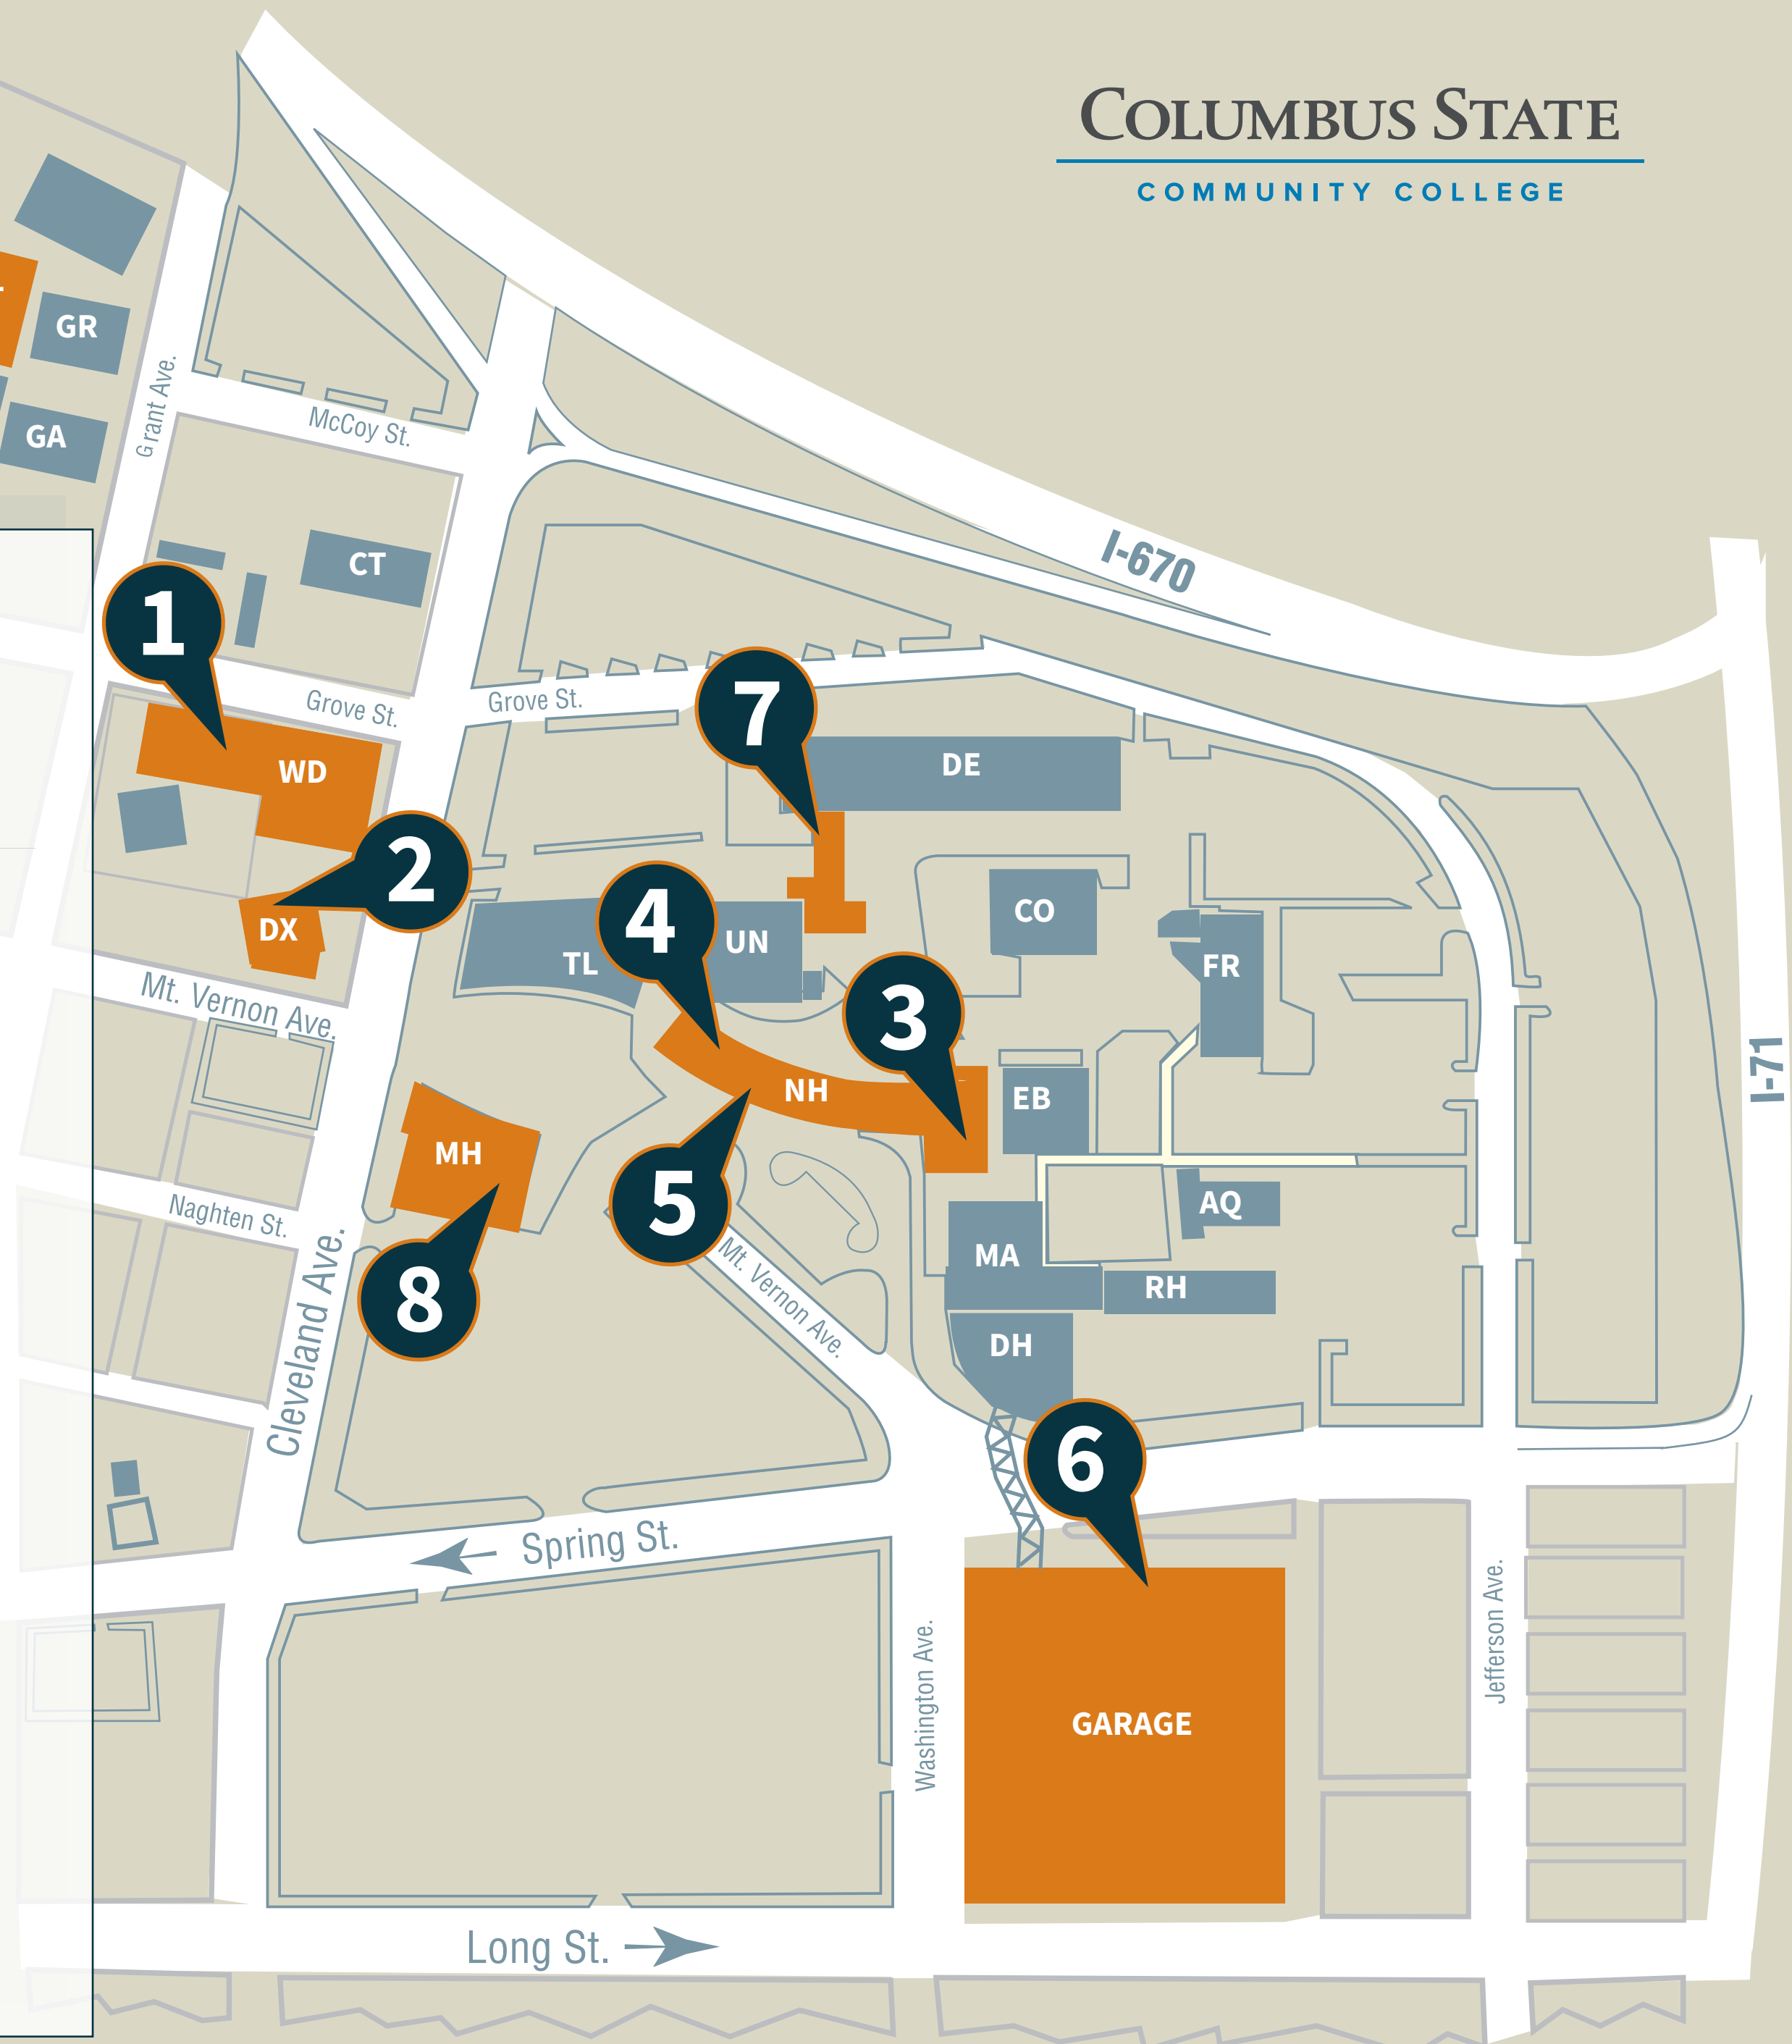 COLUMBUS STATE
COMMUNITY COLLEGE
GR
GA
Grant Ave.
McCoy St.
CT
I-670
1
Grove St.
Grove St.
7
WD
DE
2
DX
4
UN
TL
CO
FR
3
Mt. Vernon Ave.
NH
EB
I-71
MH
5
AQ
Naghten St.
Cleveland Ave.
8
Mt. Vernon Ave.
MA
RH
DH
6
Spring St.
Washington Ave.
Jefferson Ave.
GARAGE
Long St.